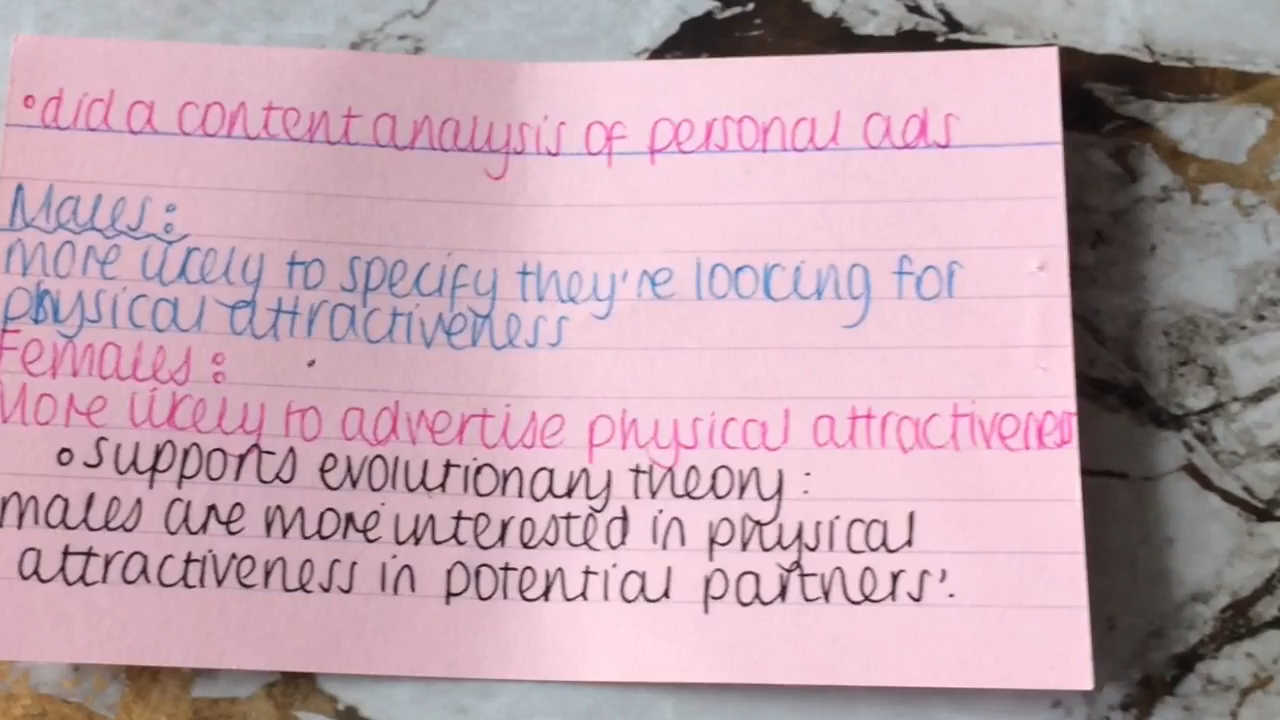 •did a content analysis of personal ads
Males:
more likely to specify they're looking for
physical attractiveness
Females:
More likely to advertise physical attractiveness
•supports evolutionary theory:
males are more interested in physical
attractiveness in potential partners'.